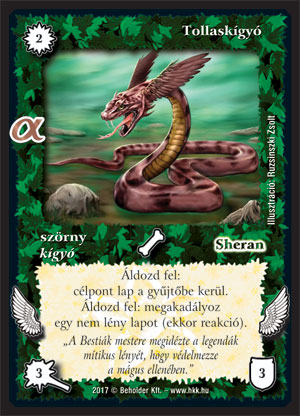 2
Tollaskígyó
α
Illusztráció: Ruzsinszki Zsolt
szörny
kígyó
Sheran
Áldozd fel:
célpont lap a gyűjtőbe kerül.
Áldozd fel: megakadályoz
egy nem lény lapot (ekkor reakció).
„A Bestiák mestere megidézte a legendák
mítikus lényét, hogy védelmezze
a mágus ellenében.”
3
3
2017 © Beholder Kft. – www.hkk.hu